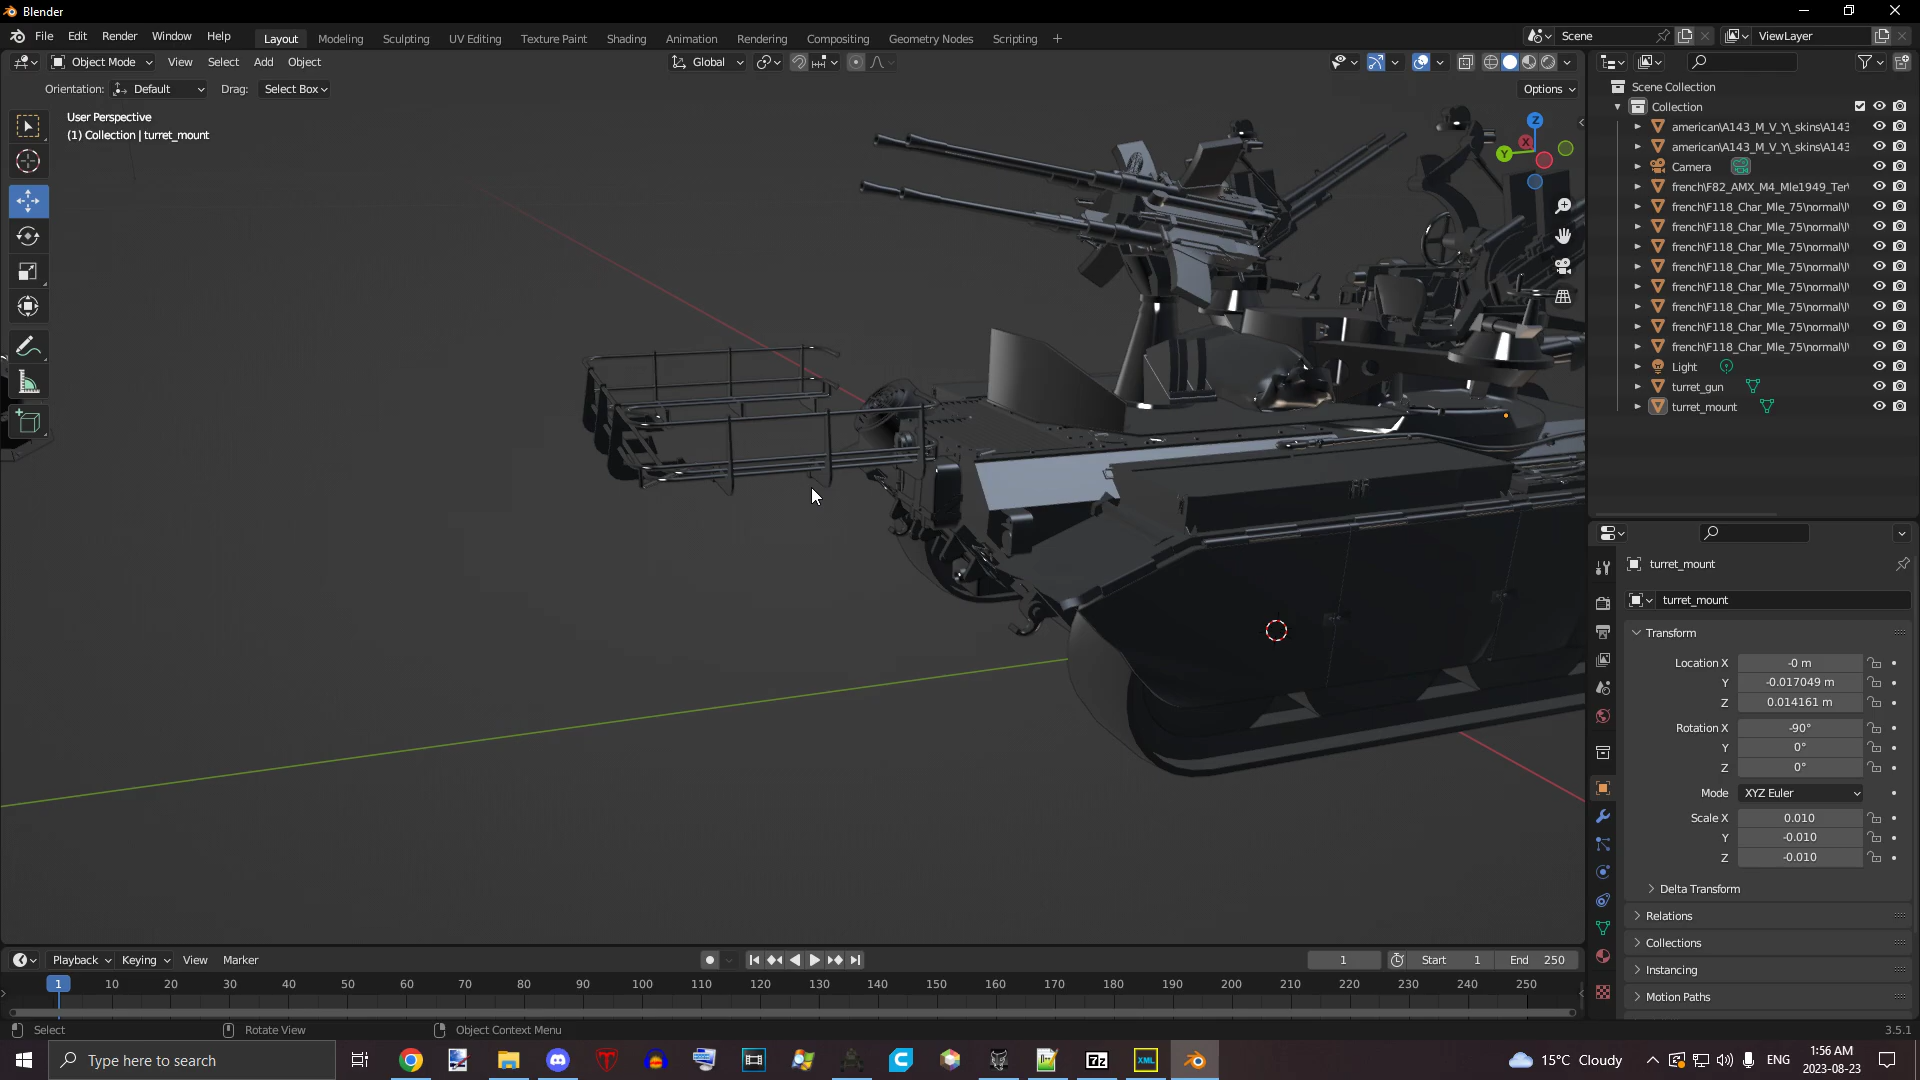 Blender
File Edit Render Window Help
Layout Modeling Sculpting UV Editing Texture Paint Shading Animation Rendering Compositing Geometry Nodes Scripting +
Scene
ViewLayer
Object Mode View Select Add Object
Global
Orientation: Default Drag: Select Box
Options
User Perspective
(1) Collection | turret_mount
Z
X
Y
Scene Collection
Collection
american\A143_M_V_Y\_skins\A143
american\A143_M_V_Y\_skins\A143
Camera
french\F82_AMX_M4_Mle1949_Ter\
french\F118_Char_Mle_75\normal\l\
french\F118_Char_Mle_75\normal\l\
french\F118_Char_Mle_75\normal\l\
french\F118_Char_Mle_75\normal\l\
french\F118_Char_Mle_75\normal\l\
french\F118_Char_Mle_75\normal\l\
french\F118_Char_Mle_75\normal\l\
french\F118_Char_Mle_75\normal\l\
Light
turret_gun
turret_mount
turret_mount
turret_mount
Transform
Location X -0 m
Y -0.017049 m
Z 0.014161 m
Rotation X -90°
Y 0°
Z 0°
Mode XYZ Euler
Scale X 0.010
Y -0.010
Z -0.010
Delta Transform
Relations
Collections
Instancing
Motion Paths
Playback Keying View Marker
1 Start 1 End 250
1 10 20 30 40 50 60 70 80 90 100 110 120 130 140 150 160 170 180 190 200 210 220 230 240 250
Select Rotate View Object Context Menu
3.5.1
Type here to search
7z
XML
15°C Cloudy
ENG
1:56 AM
2023-08-23